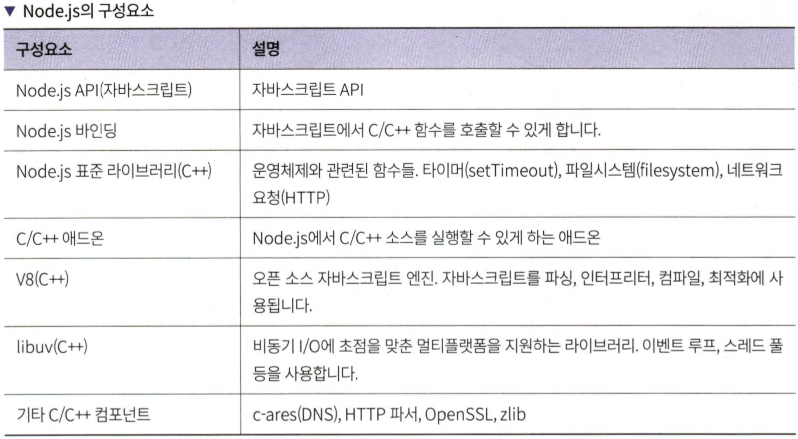 ▼ Node.js의 구성요소
구성요소 설명
Node.js API(자바스크립트) 자바스크립트 API
Node.js 바인딩 자바스크립트에서 C/C++ 함수를 호출할 수 있게 합니다.
Node.js 표준 라이브러리(C++) 운영체제와 관련된 함수들. 타이머(setTimeout), 파일시스템(filesystem), 네트워크
요청(HTTP)
C/C++ 애드온 Node.js에서 C/C++ 소스를 실행할 수 있게 하는 애드온
V8(C++) 오픈 소스 자바스크립트 엔진. 자바스크립트를 파싱, 인터프리터, 컴파일, 최적화에 사
용됩니다.
libuv(C++) 비동기 I/O에 초점을 맞춘 멀티플랫폼을 지원하는 라이브러리. 이벤트 루프, 스레드 풀
등을 사용합니다.
기타 C/C++ 컴포넌트 c-ares(DNS), HTTP 파서, OpenSSL, zlib